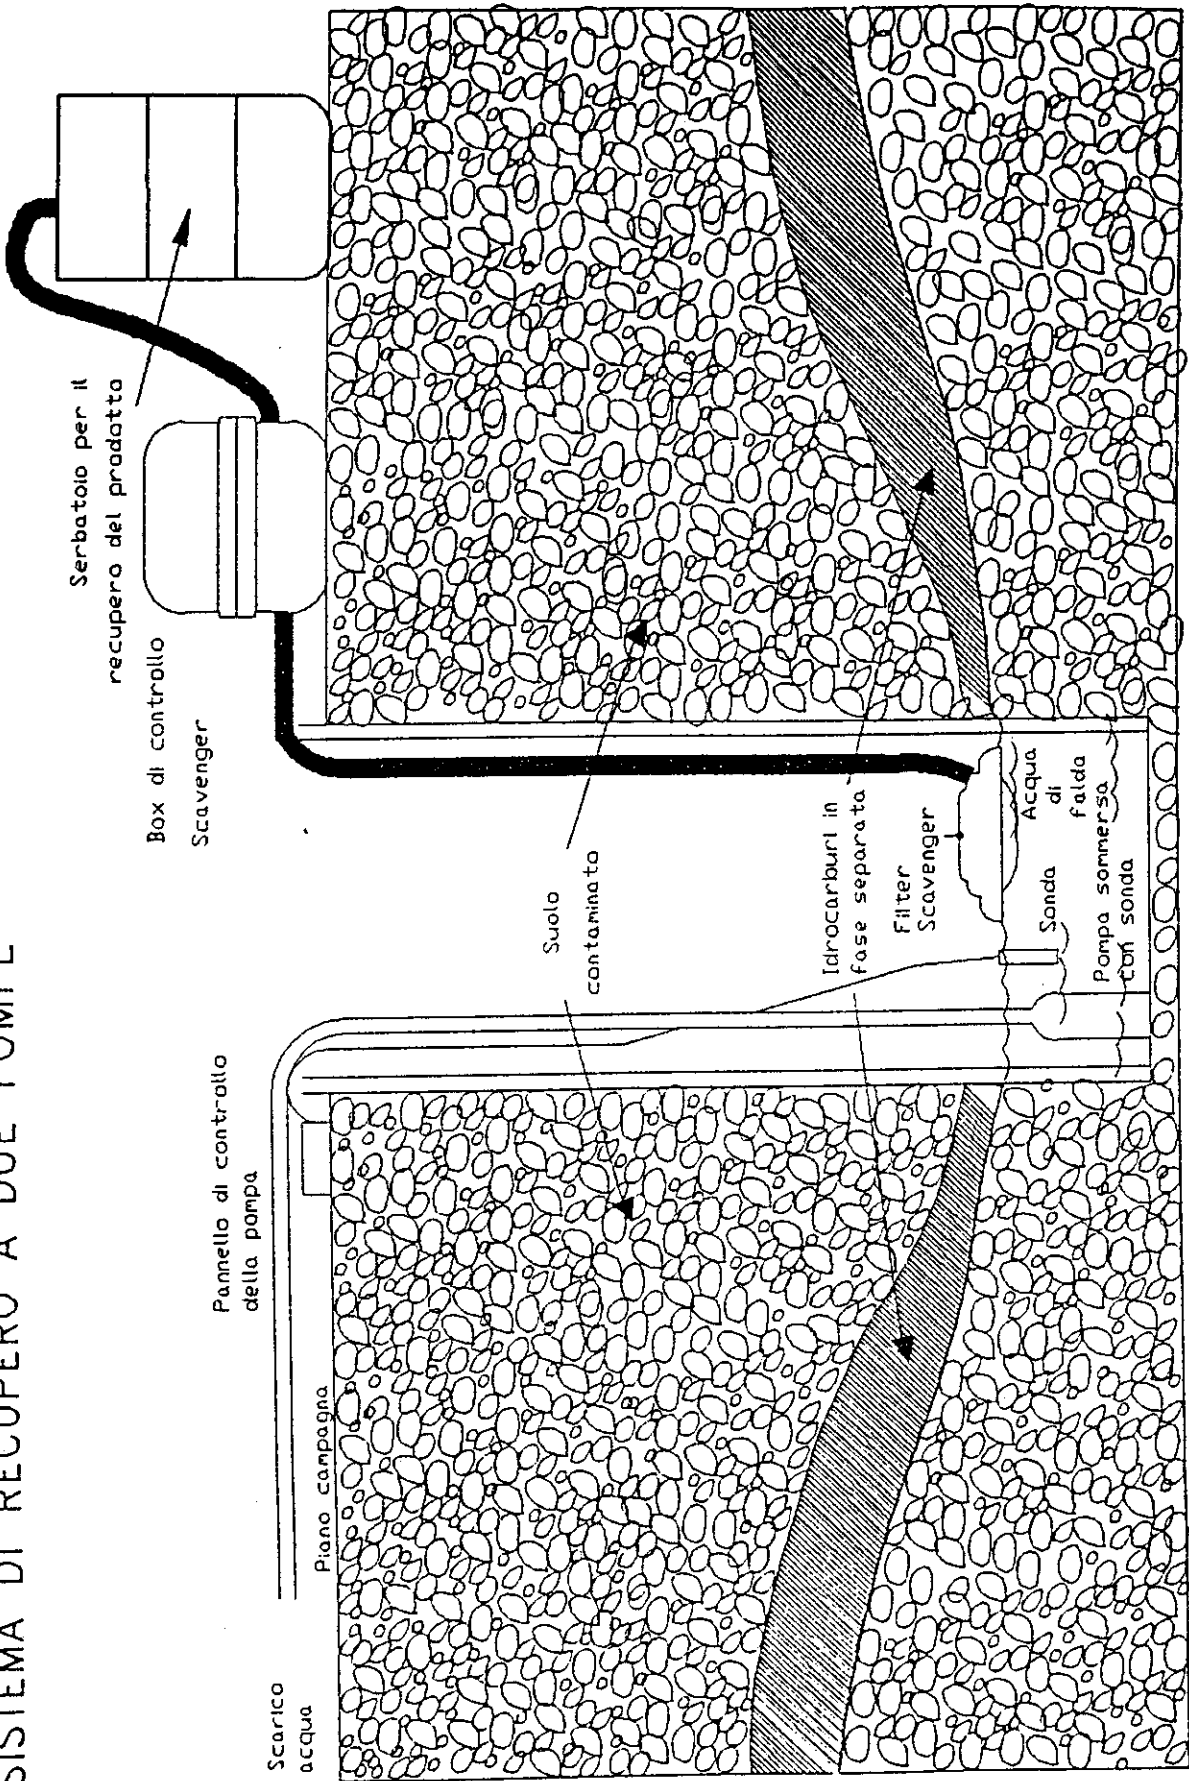 SISTEMA DI RECUPERO A DUE POMPE
Serbatoio per il
recupero del prodotto
Box di controllo
Scavenger
Pannello di controllo
della pompa
Scarico
acqua
Piano campagna
Suolo
contaminato
Idrocarburi in
fase separata
Filter
Scavenger
Acqua
di
falda
Sonda
Pompa sommersa
con sonda